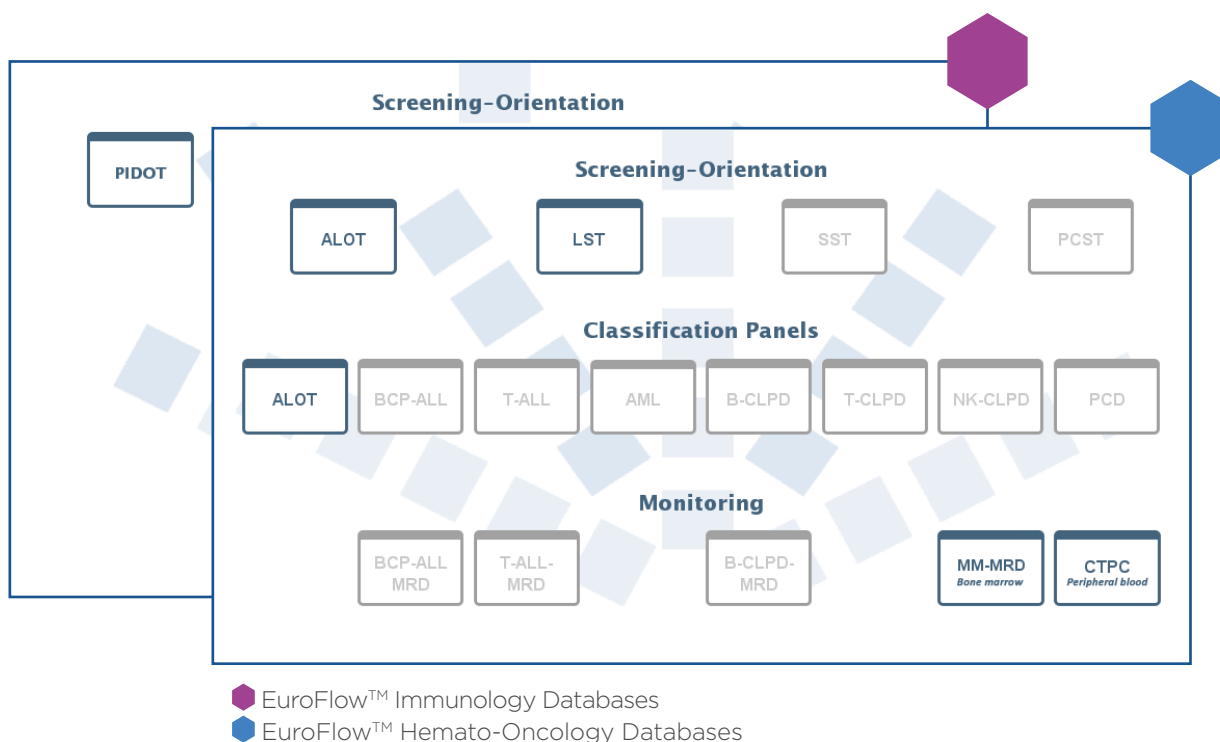 Screening-Orientation
PIDOT
Screening-Orientation
ALOT LST SST PCST
Classification Panels
ALOT BCP-ALL T-ALL AML B-CLPD T-CLPD NK-CLPD PCD
Monitoring
BCP-ALL
MRD
T-ALL-
MRD
B-CLPD-
MRD
MM-MRD
Bone marrow
CTPC
Peripheral blood
EuroFlow™ Immunology Databases
EuroFlow™ Hemato-Oncology Databases